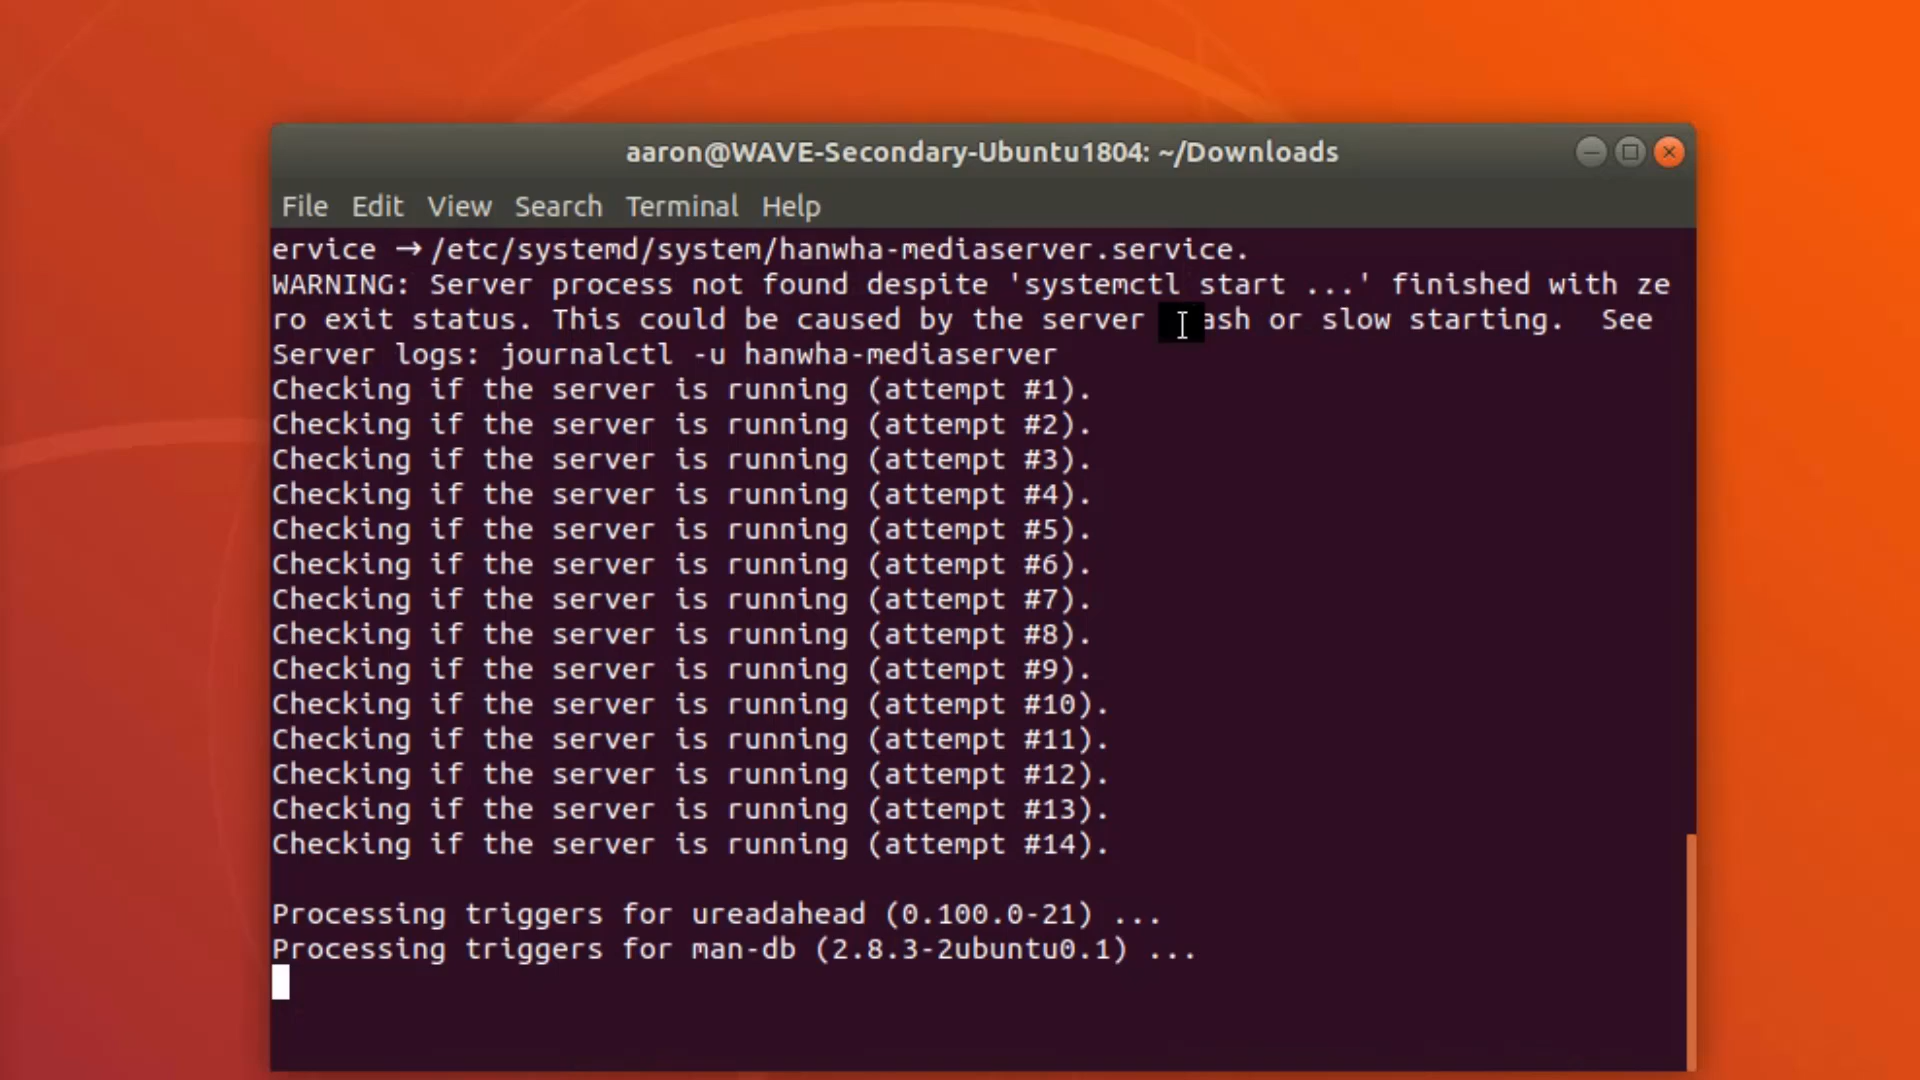 aaron@WAVE-Secondary-Ubuntu1804: ~/Downloads
File Edit View Search Terminal Help
ervice → /etc/systemd/system/hanwha-mediaserver.service.
WARNING: Server process not found despite 'systemctl start ...' finished with ze
ro exit status. This could be caused by the server ash or slow starting.  See
Server logs: journalctl -u hanwha-mediaserver
Checking if the server is running (attempt #1).
Checking if the server is running (attempt #2).
Checking if the server is running (attempt #3).
Checking if the server is running (attempt #4).
Checking if the server is running (attempt #5).
Checking if the server is running (attempt #6).
Checking if the server is running (attempt #7).
Checking if the server is running (attempt #8).
Checking if the server is running (attempt #9).
Checking if the server is running (attempt #10).
Checking if the server is running (attempt #11).
Checking if the server is running (attempt #12).
Checking if the server is running (attempt #13).
Checking if the server is running (attempt #14).
Processing triggers for ureadahead (0.100.0-21) ...
Processing triggers for man-db (2.8.3-2ubuntu0.1) ...